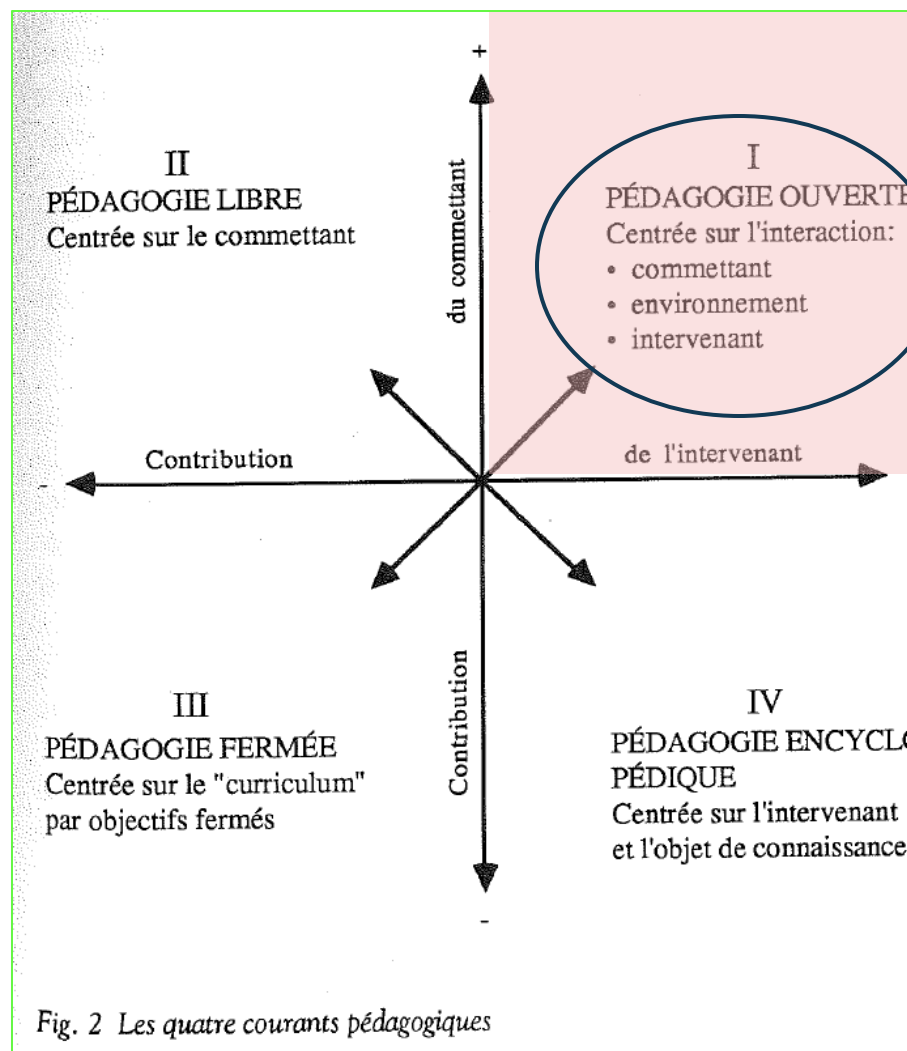 +
II
PÉDAGOGIE LIBRE
Centrée sur le commettant
I
PÉDAGOGIE OUVERTE
Centrée sur l'interaction:
• commettant
• environnement
• intervenant
du commettant
Contribution
de l'intervenant
-
Contribution
III
PÉDAGOGIE FERMÉE
Centrée sur le "curriculum"
par objectifs fermés
IV
PÉDAGOGIE ENCYCLO
PÉDIQUE
Centrée sur l'intervenant
et l'objet de connaissance
-
Fig. 2 Les quatre courants pédagogiques